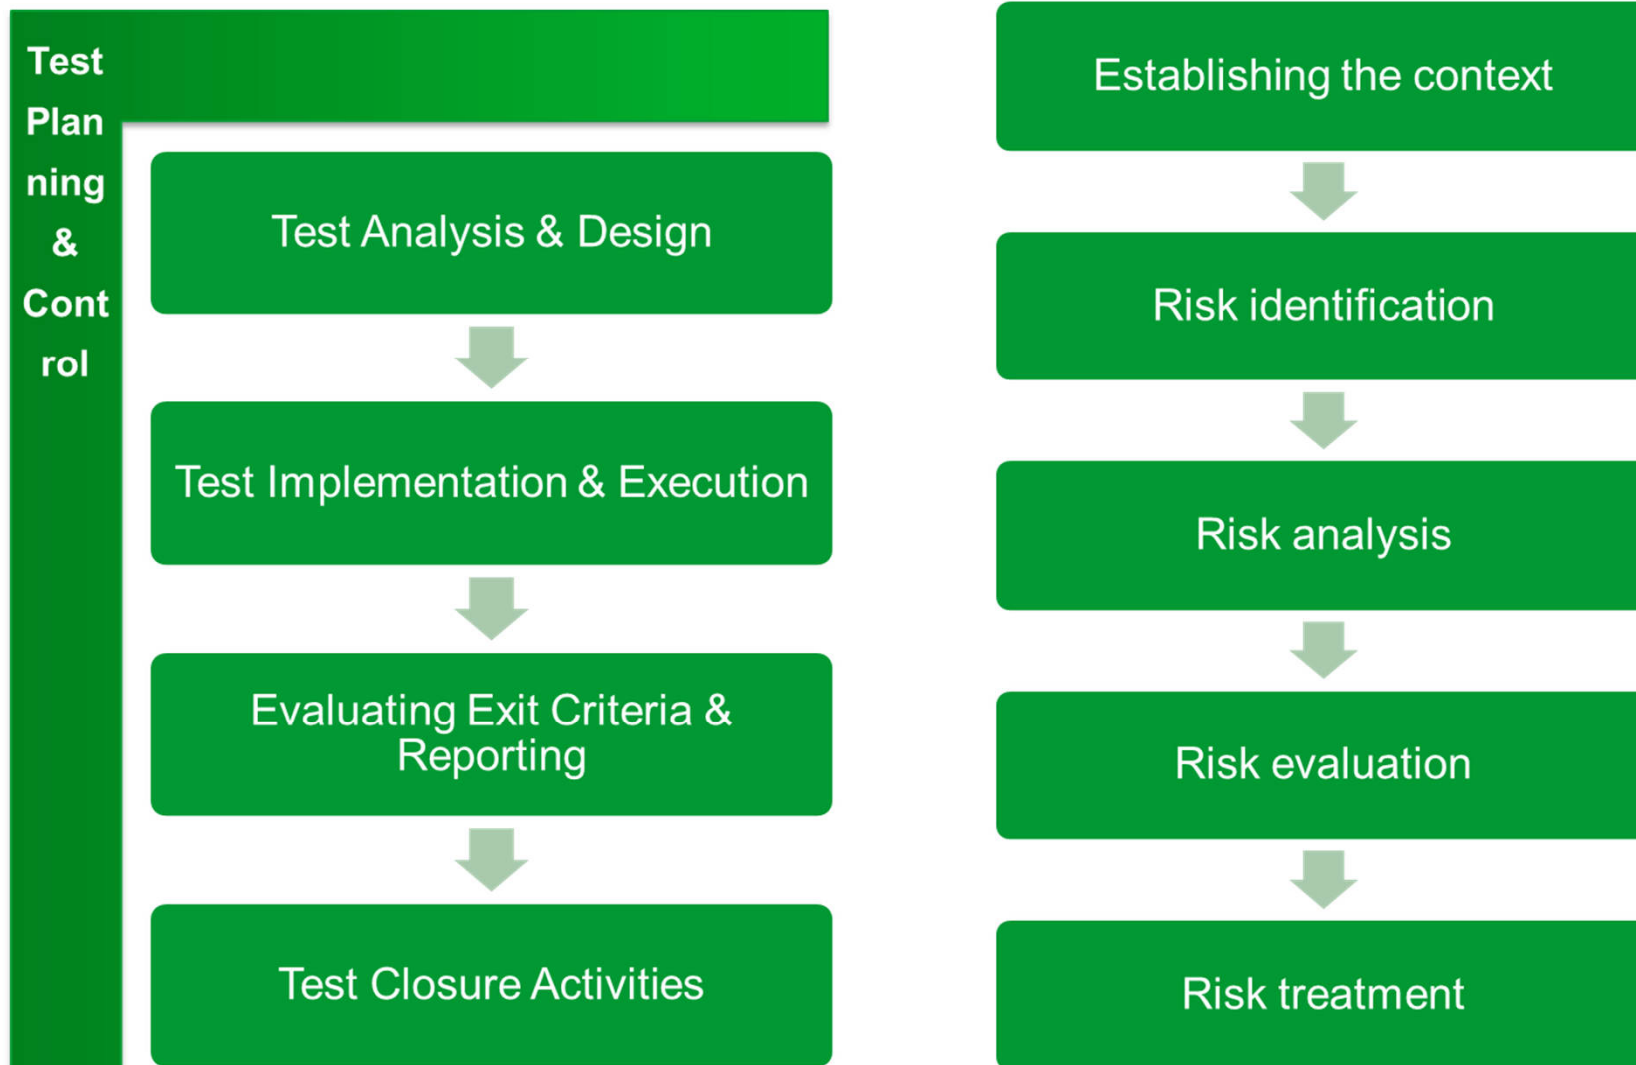 Test
Plan
ning
&
Cont
rol
Test Analysis & Design
Test Implementation & Execution
Evaluating Exit Criteria &
Reporting
Test Closure Activities
Establishing the context
Risk identification
Risk analysis
Risk evaluation
Risk treatment